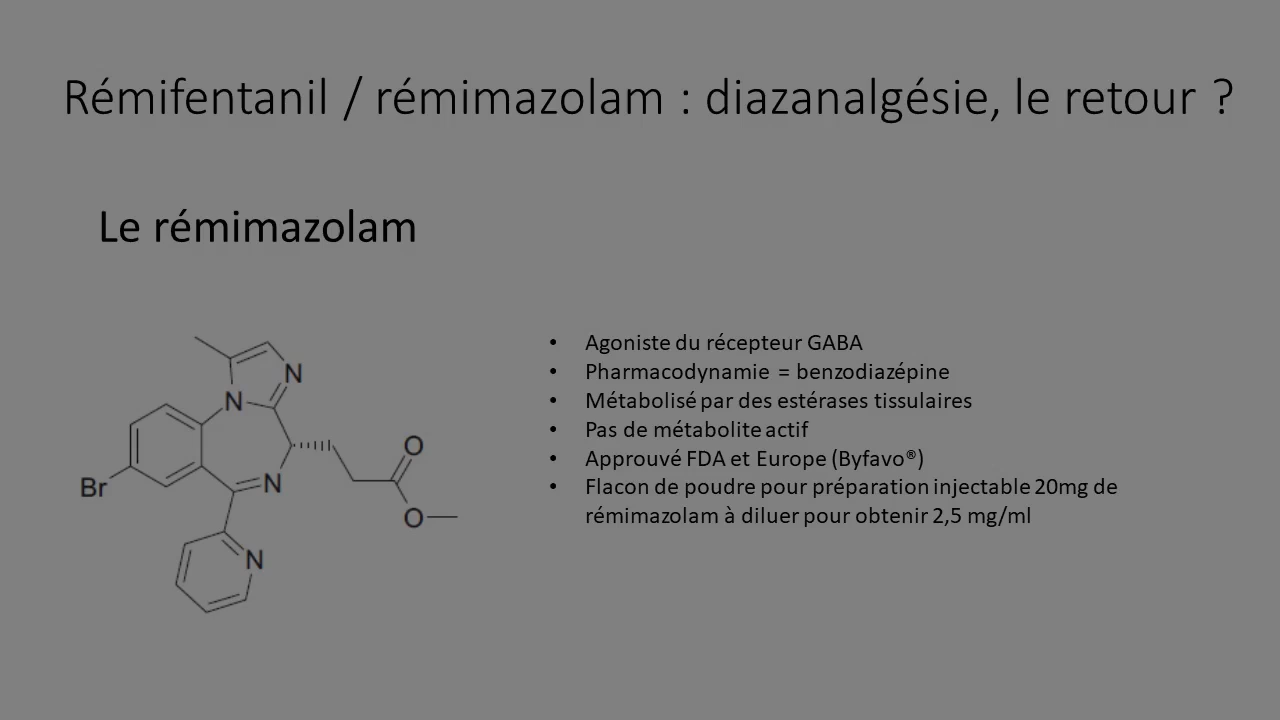 Rémifentanil / rémimazolam : diazanalgésie, le retour ?
Le rémimazolam
N
N
O
Br
N
O
N
• Agoniste du récepteur GABA
• Pharmacodynamie = benzodiazépine
• Métabolisé par des estérases tissulaires
• Pas de métabolite actif
• Approuvé FDA et Europe (Byfavo®)
• Flacon de poudre pour préparation injectable 20mg de
rémimazolam à diluer pour obtenir 2,5 mg/ml